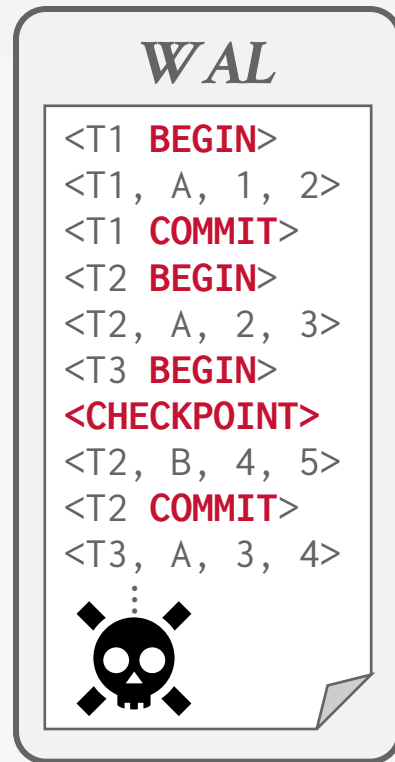 WAL
<T1 BEGIN>
<T1, A, 1, 2>
<T1 COMMIT>
<T2 BEGIN>
<T2, A, 2, 3>
<T3 BEGIN>
<CHECKPOINT>
<T2, B, 4, 5>
<T2 COMMIT>
<T3, A, 3, 4>
⋮